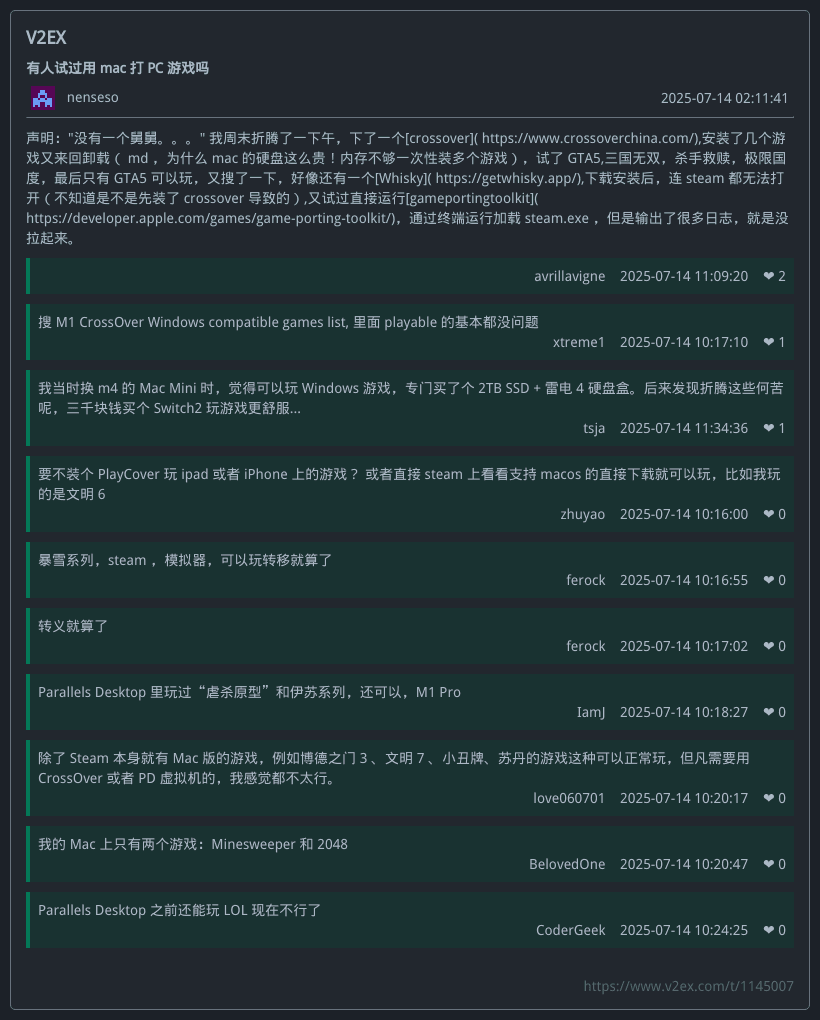 V2EX
有人试过用 mac 打 PC 游戏吗
nenseso 2025-07-14 02:11:41
声明："没有一个舅舅。。。" 我周末折腾了一下午，下了一个[crossover]( https://www.crossoverchina.com/),安装了几个游
戏又来回卸载（ md ，为什么 mac 的硬盘这么贵！内存不够一次性装多个游戏），试了 GTA5,三国无双，杀手救赎，极限国
度，最后只有 GTA5 可以玩，又搜了一下，好像还有一个[Whisky]( https://getwhisky.app/),下载安装后，连 steam 都无法打
开（不知道是不是先装了 crossover 导致的）,又试过直接运行[gameportingtoolkit](
https://developer.apple.com/games/game-porting-toolkit/)，通过终端运行加载 steam.exe ，但是输出了很多日志，就是没
拉起来。
avrillavigne 2025-07-14 11:09:20 ❤ 2
搜 M1 CrossOver Windows compatible games list, 里面 playable 的基本都没问题
xtreme1 2025-07-14 10:17:10 ❤ 1
我当时换 m4 的 Mac Mini 时，觉得可以玩 Windows 游戏，专门买了个 2TB SSD + 雷电 4 硬盘盒。后来发现折腾这些何苦
呢，三千块钱买个 Switch2 玩游戏更舒服...
tsja 2025-07-14 11:34:36 ❤ 1
要不装个 PlayCover 玩 ipad 或者 iPhone 上的游戏？ 或者直接 steam 上看看支持 macos 的直接下载就可以玩，比如我玩
的是文明 6
zhuyao 2025-07-14 10:16:00 ❤ 0
暴雪系列，steam ，模拟器，可以玩转移就算了
ferock 2025-07-14 10:16:55 ❤ 0
转义就算了
ferock 2025-07-14 10:17:02 ❤ 0
Parallels Desktop 里玩过“虐杀原型”和伊苏系列，还可以，M1 Pro
IamJ 2025-07-14 10:18:27 ❤ 0
除了 Steam 本身就有 Mac 版的游戏，例如博德之门 3 、文明 7 、小丑牌、苏丹的游戏这种可以正常玩，但凡需要用
CrossOver 或者 PD 虚拟机的，我感觉都不太行。
love060701 2025-07-14 10:20:17 ❤ 0
我的 Mac 上只有两个游戏：Minesweeper 和 2048
BelovedOne 2025-07-14 10:20:47 ❤ 0
Parallels Desktop 之前还能玩 LOL 现在不行了
CoderGeek 2025-07-14 10:24:25 ❤ 0
https://www.v2ex.com/t/1145007